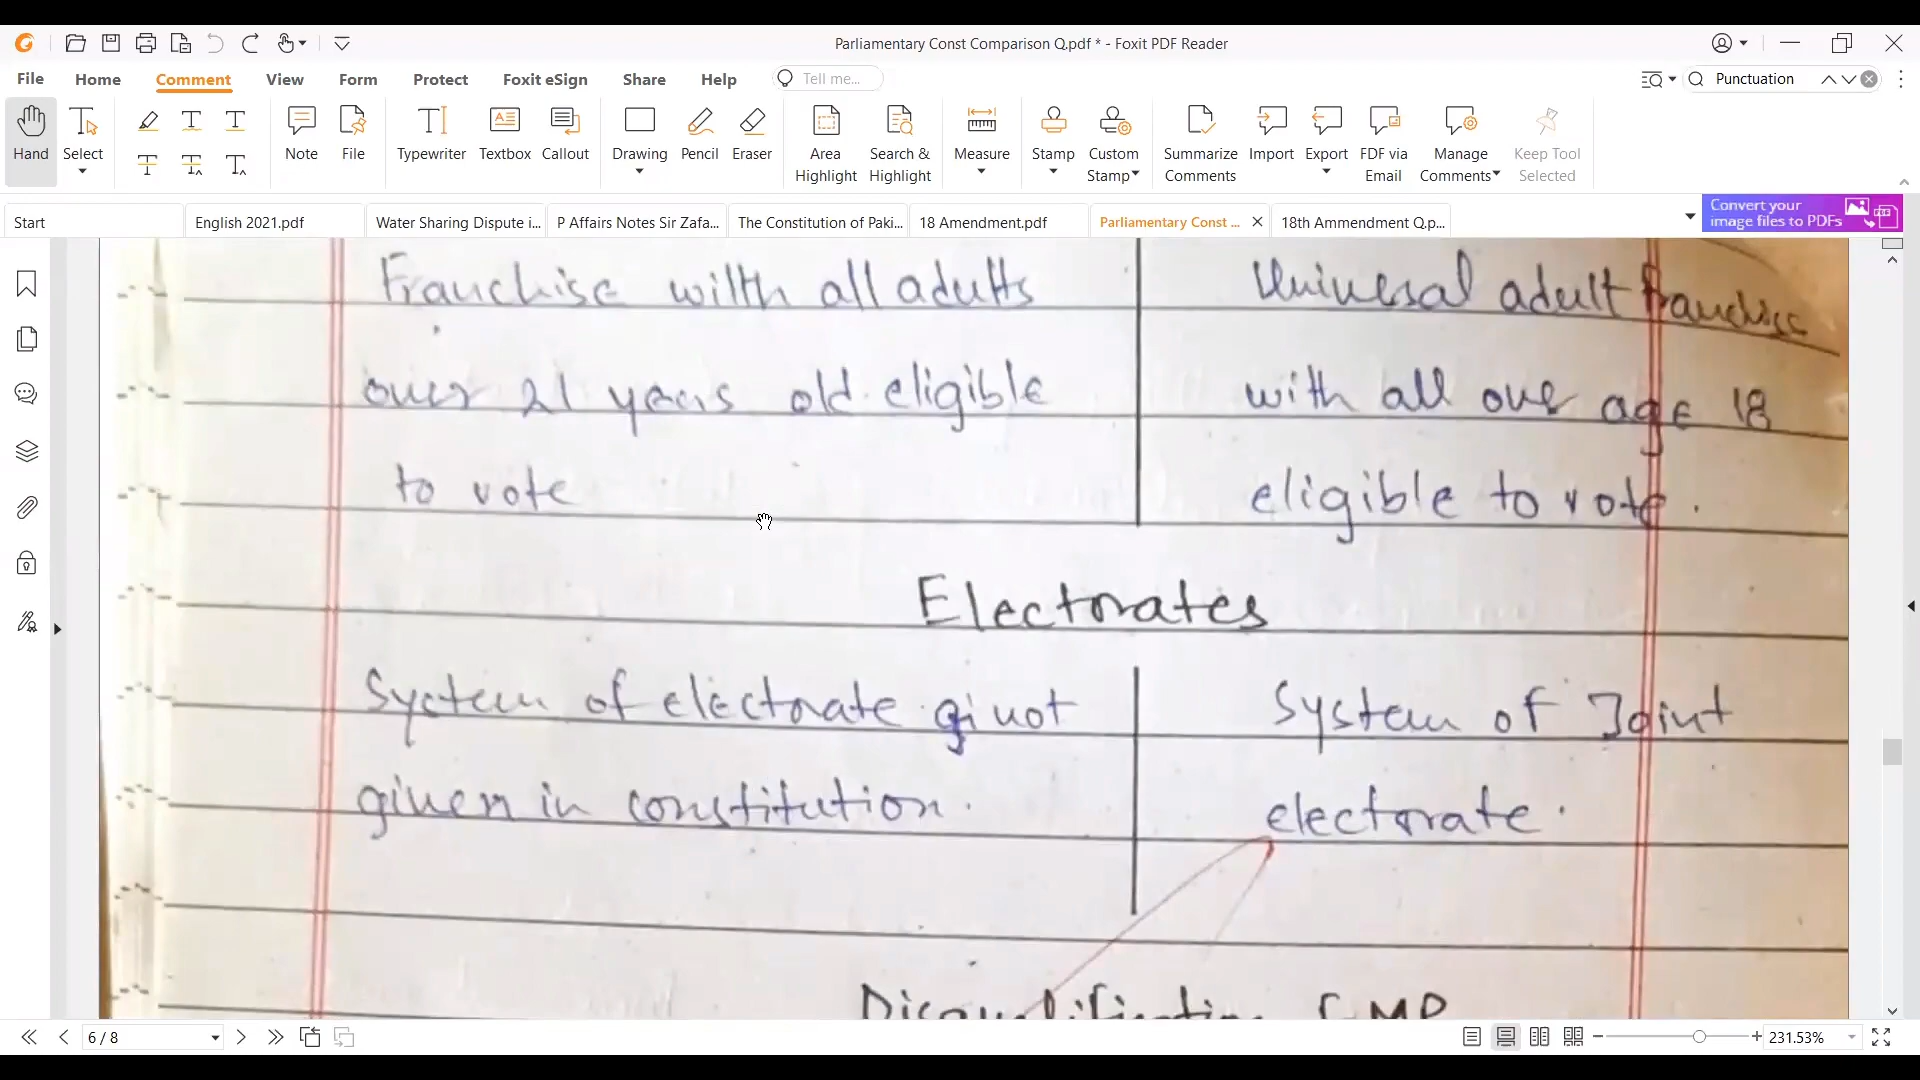 Parliamentary Const Comparison Q.pdf * - Foxit PDF Reader
File Home Comment View Form Protect Foxit eSign Share Help Tell me... Punctuation
Hand Select Note File Typewriter Textbox Callout Drawing Pencil Eraser Area Highlight Search & Highlight Measure Stamp Custom Stamp Summarize Comments Import Export FDF via Email Manage Comments Keep Tool Selected
Convert your
image files to PDFs
Start English 2021.pdf Water Sharing Dispute i... P Affairs Notes Sir Zafa... The Constitution of Paki... 18 Amendment.pdf Parliamentary Const ... 18th Ammendment Q.p...
Franchise wilth all adults
over 21 years old eligible
to vote
Universal adult franchise
with all over age 18
eligible to vote.
Electorates
System of electorate gi not
given in constitution.
System of Joint
electorate.
Disqualification of MP
6 / 8
231.53%